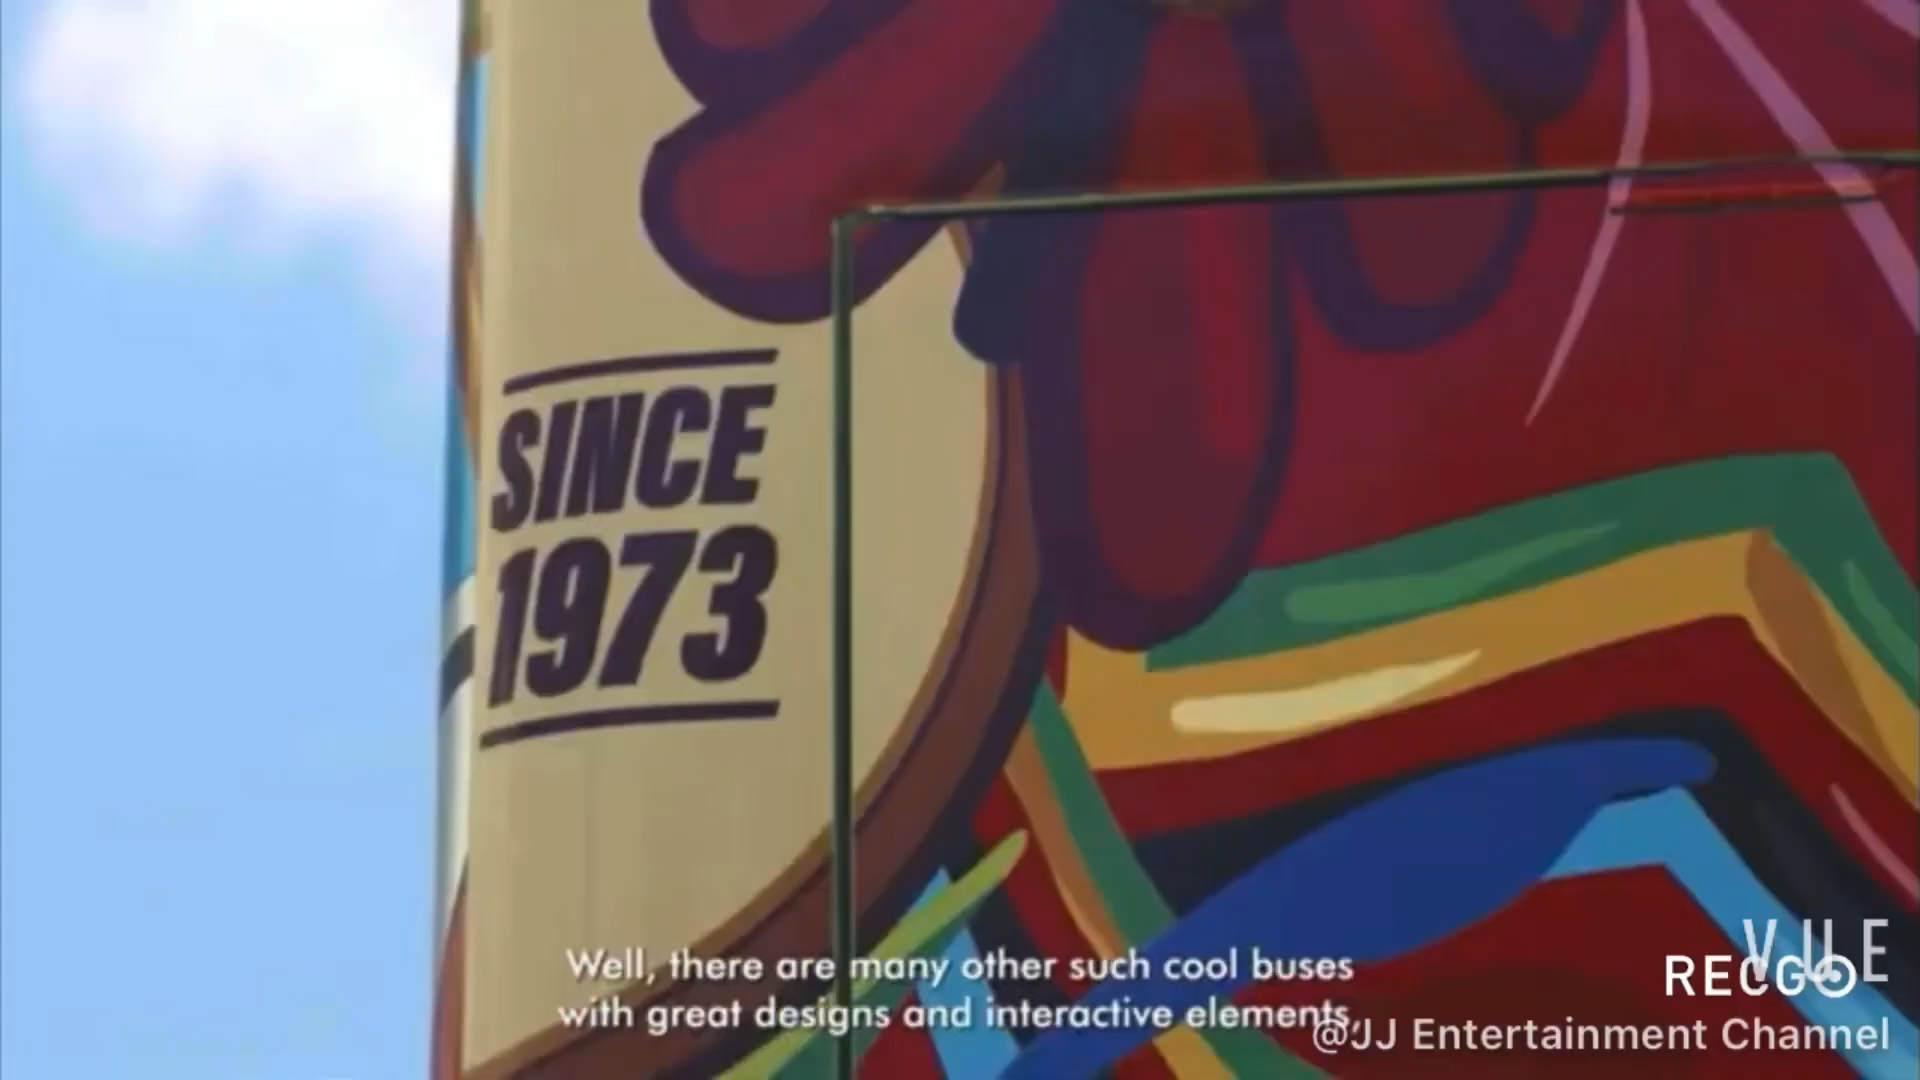 SINCE
1973
Well, there are many other such cool buses
with great designs and interactive elements,
VUE
RECGO
@JJ Entertainment Channel